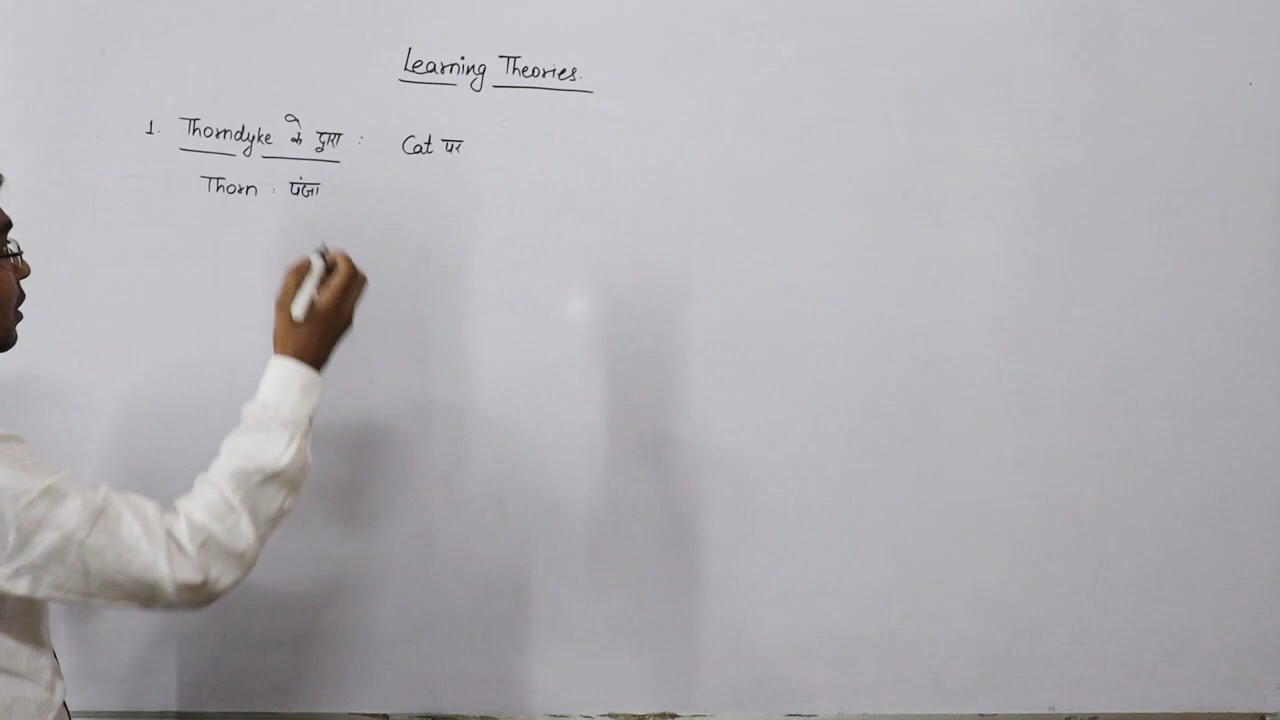 Learning Theories.
1. Thorndyke के द्वारा : Cat पर
Thorn : पंजा